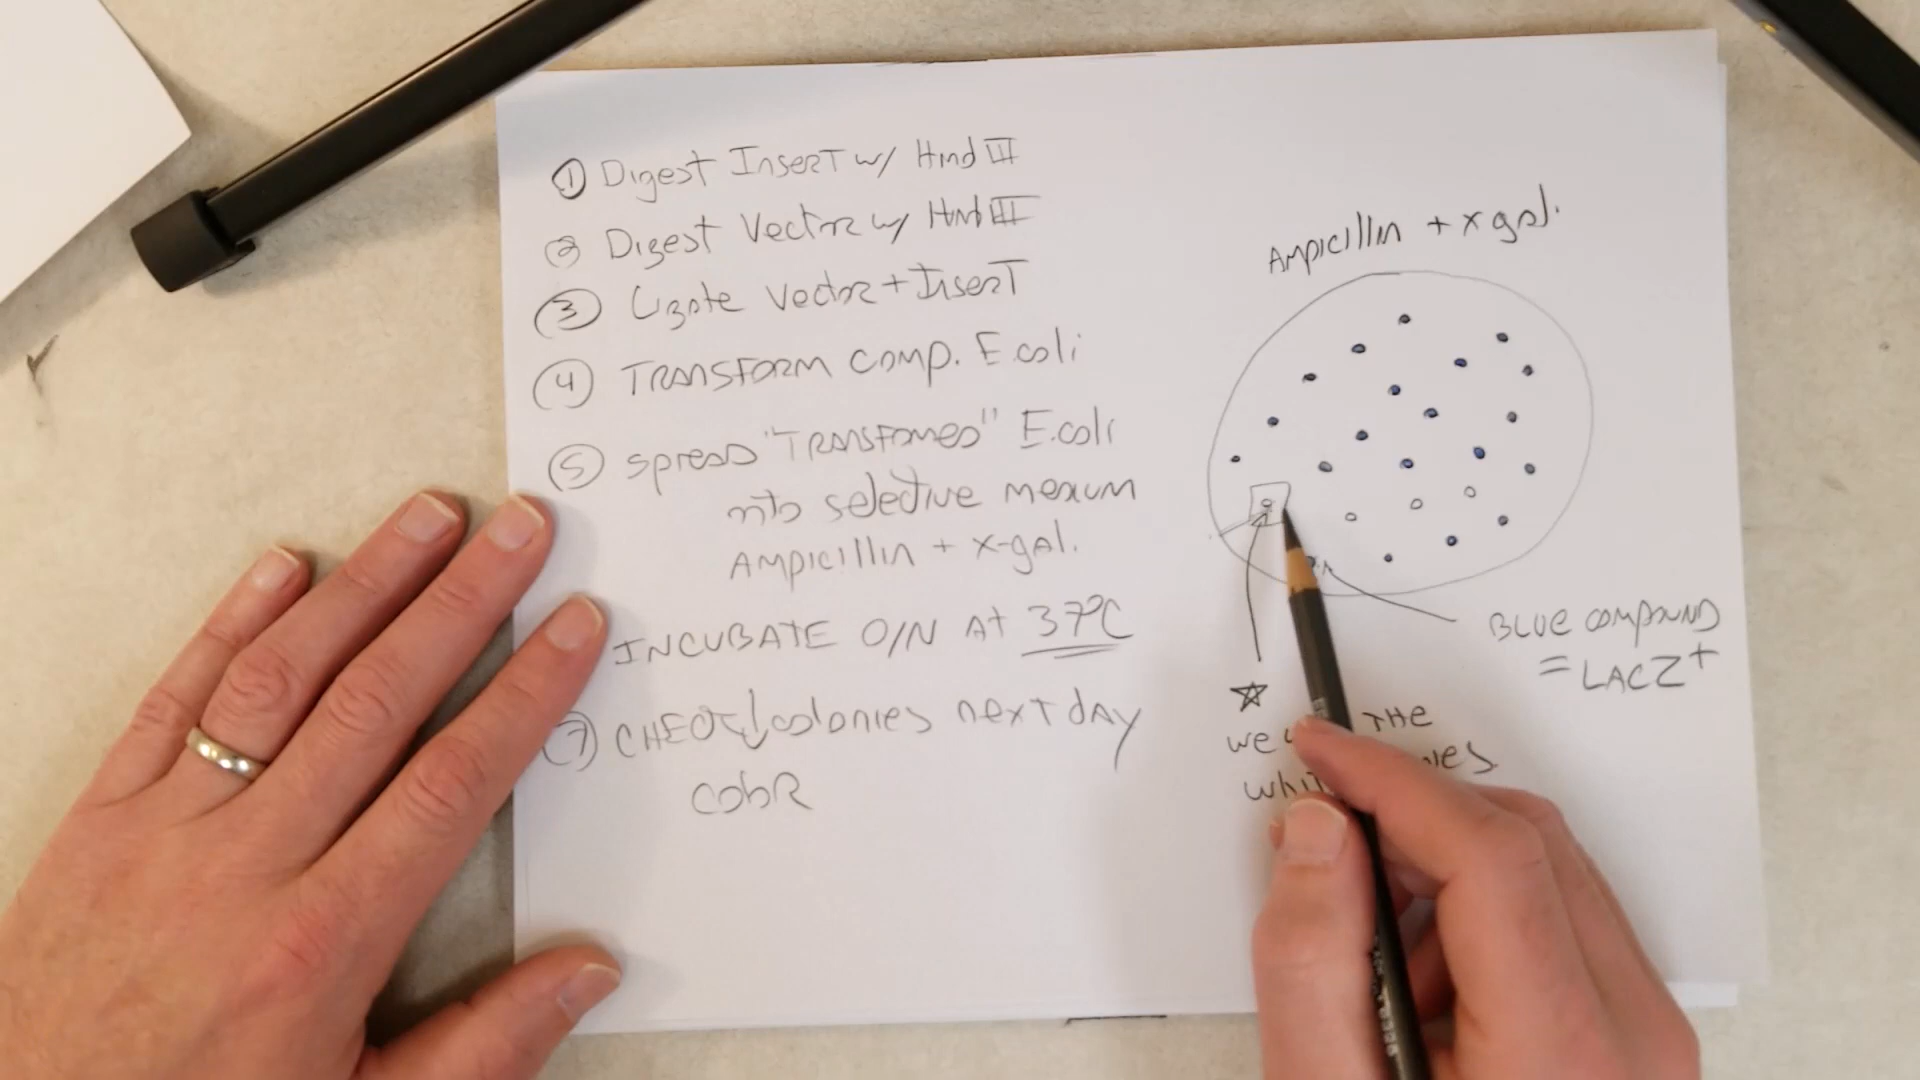 ① Digest Insert w/ Hind III
② Digest Vector w/ Hind III
③ Ligate Vector + Insert
④ TRANSFORM comp. E.coli
⑤ spread "TRANSFORMED" E.coli
onto selective medium
Ampicillin + x-gal.
INCUBATE O/N At 37°C
⑦ CHECK colonies next day
COLOR
Ampicillin + x gal.
BLUE COMPOUND
= LACZ+
☆
we THE